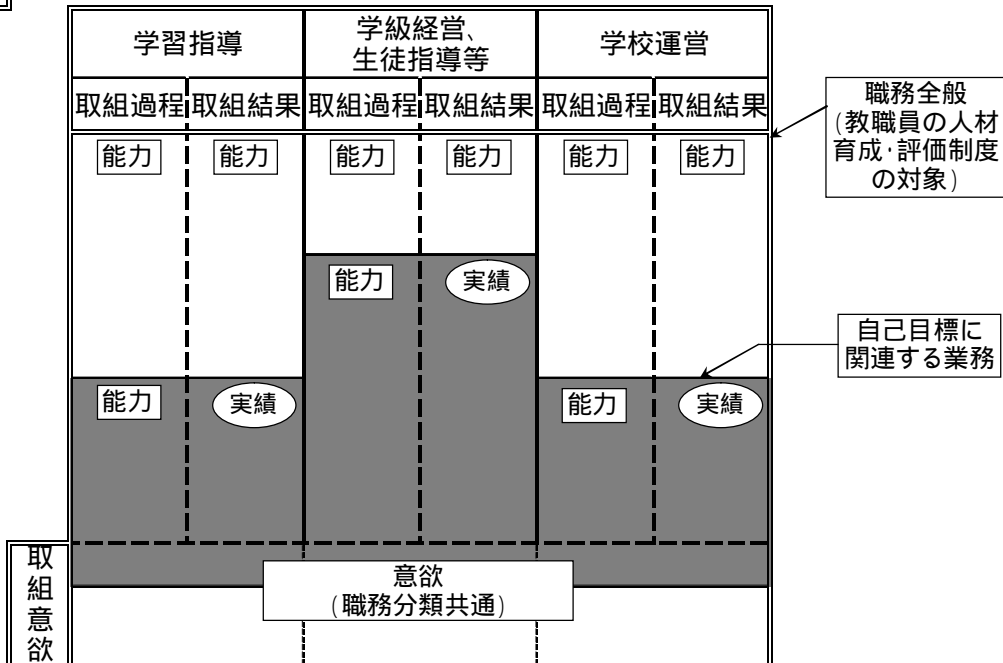 学習指導
学級経営、
生徒指導等
学校運営
取組過程 取組結果 取組過程 取組結果 取組過程 取組結果
能力 能力 能力 能力 能力 能力
職務全般
(教職員の人材
育成・評価制度
の対象)
能力 実績
自己目標に
関連する業務
能力 実績 能力 実績
取組意欲
意欲
(職務分類共通)